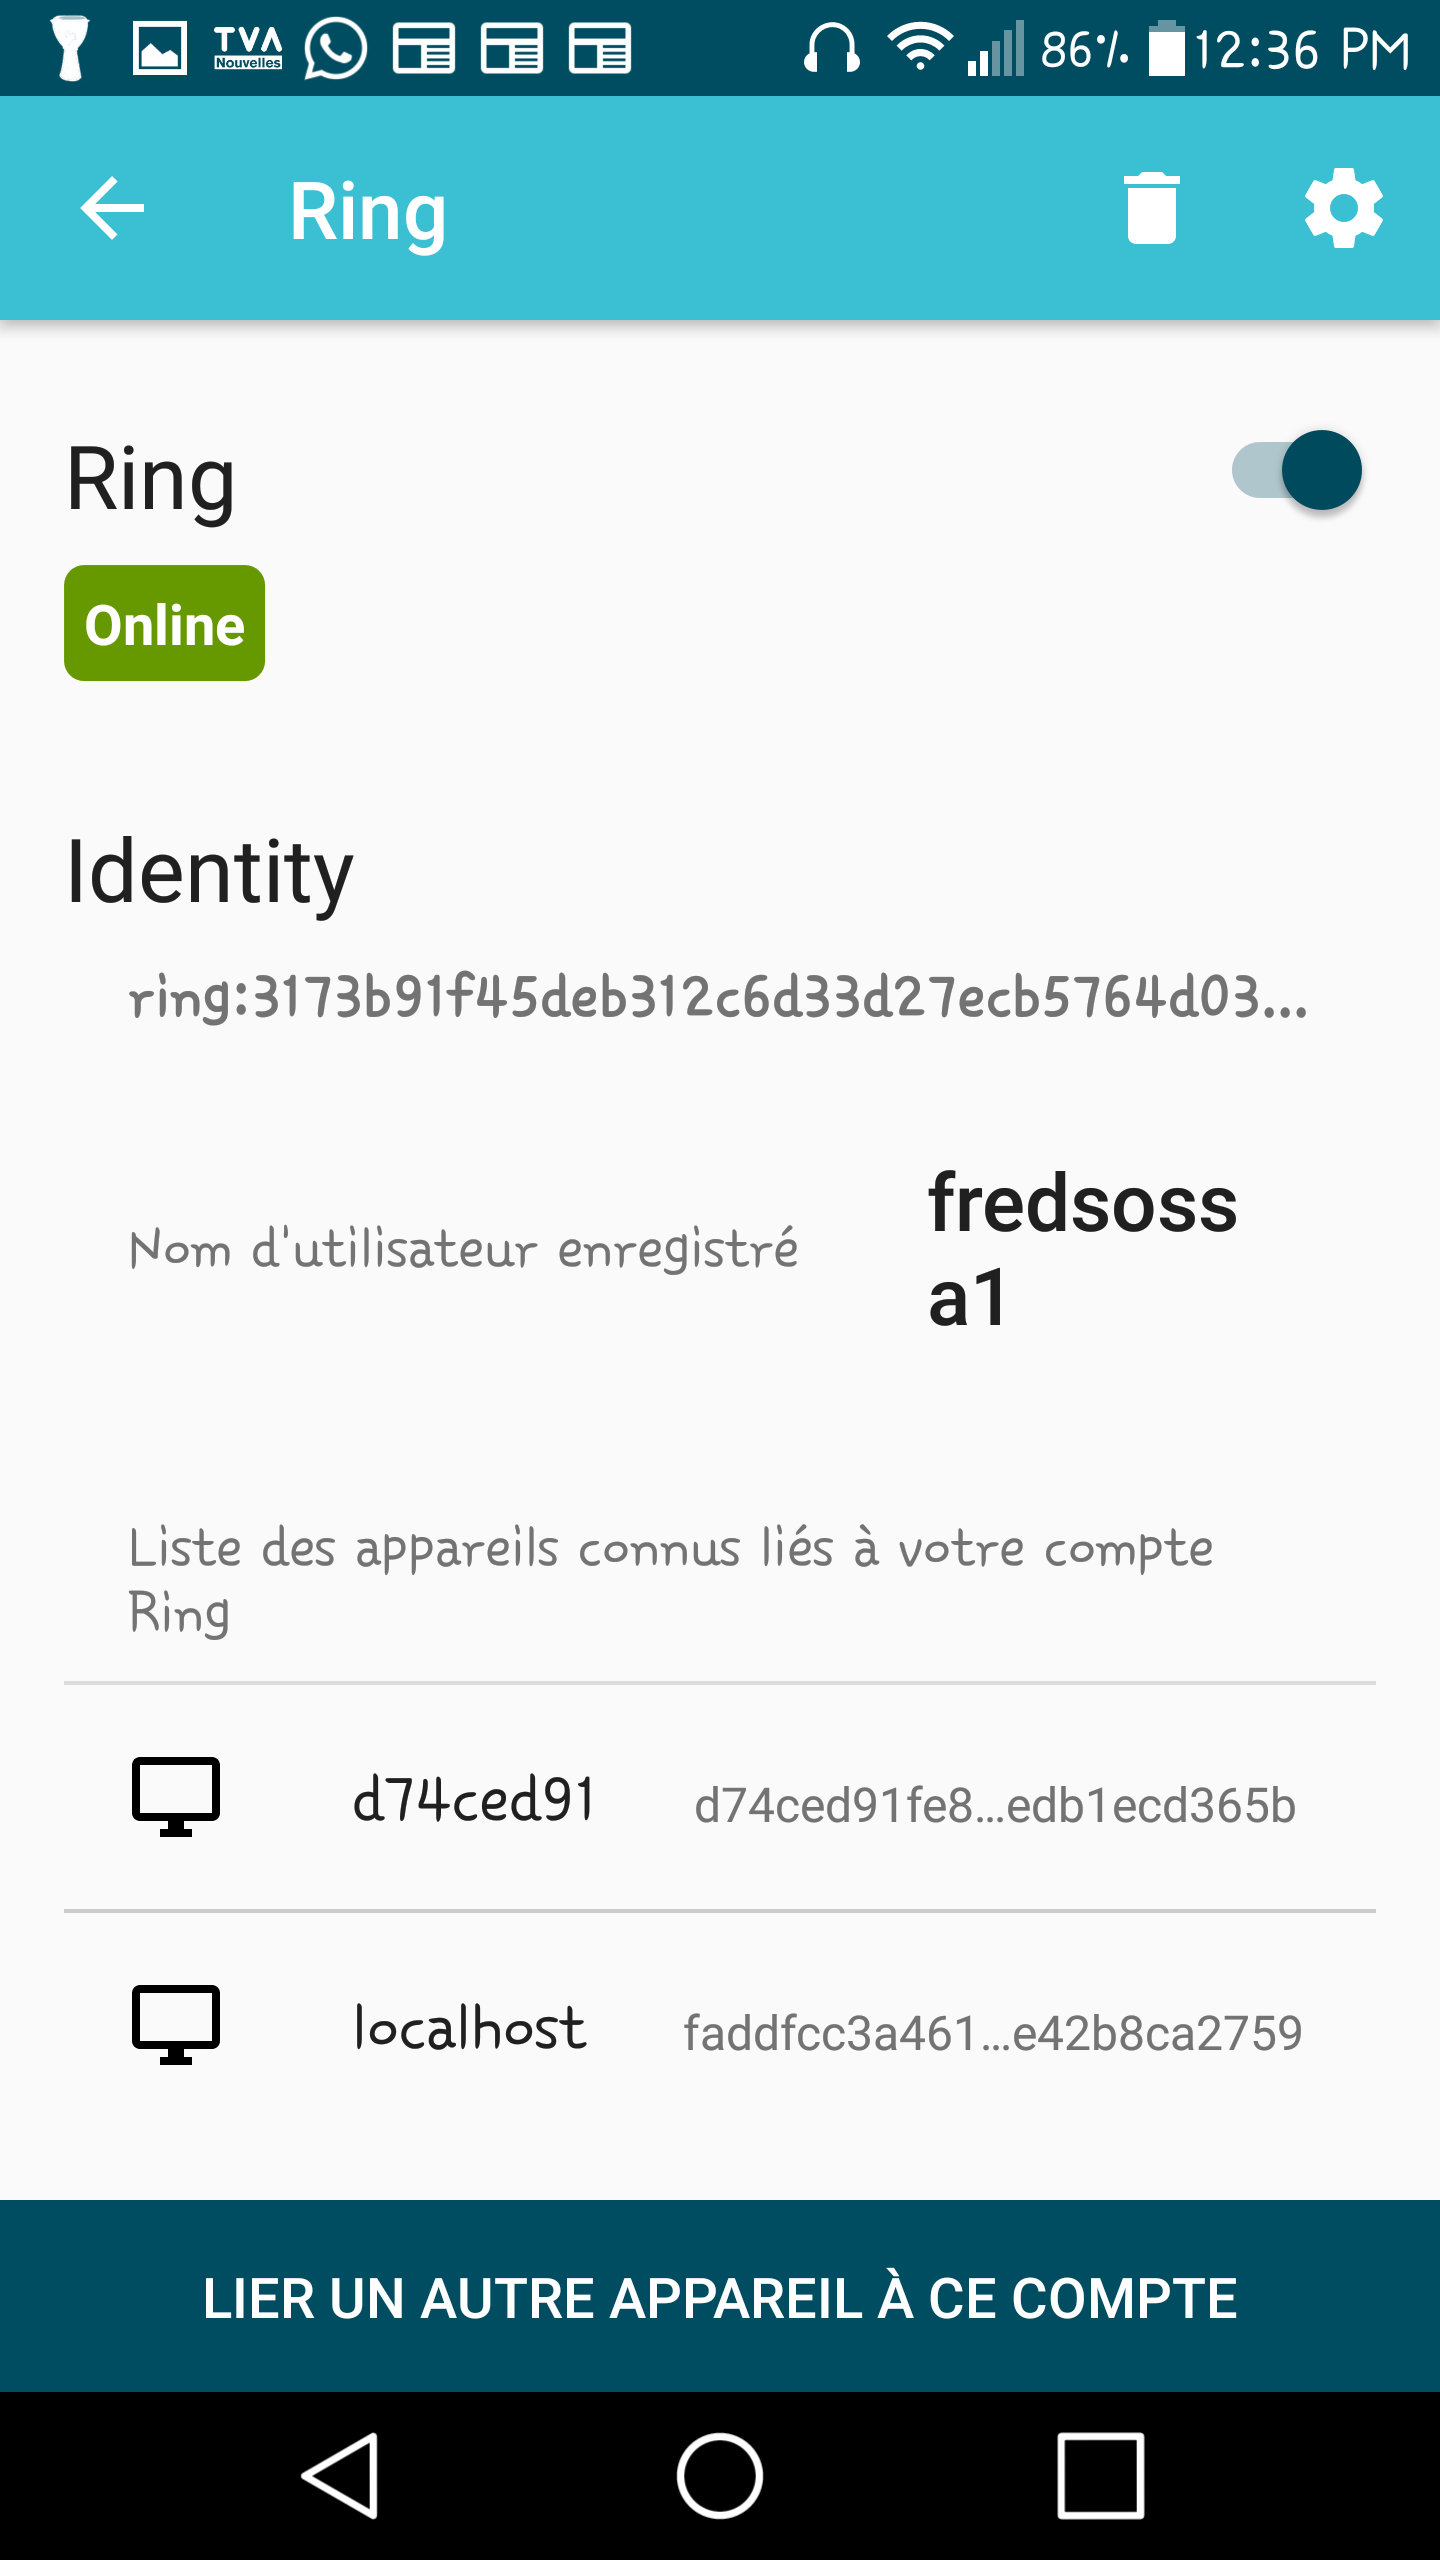 TVA
Nouvelles
86% 12:36 PM
Ring
Ring
Online
Identity
ring:3173b91f45deb312c6d33d27ecb5764d03...
Nom d'utilisateur enregistré
fredsoss
a1
Liste des appareils connus liés à votre compte
Ring
d74ced91 d74ced91fe8...edb1ecd365b
localhost faddfcc3a461...e42b8ca2759
LIER UN AUTRE APPAREIL À CE COMPTE